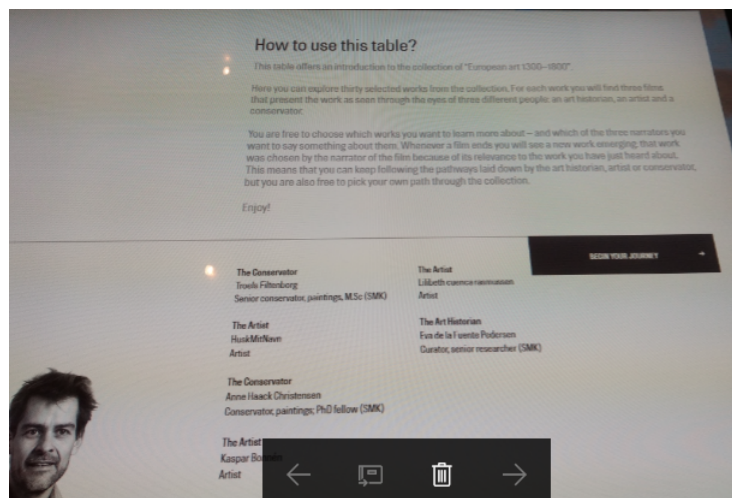 How to use this table?
This table offers an introduction to the collection of "European art 1300–1800".
Here you can explore thirty selected works from the collection. For each work you will find three films
that present the work as seen through the eyes of three different people: an art historian, an artist and a
conservator.
You are free to choose which works you want to learn more about – and which of the three narrators you
want to say something about them. Whenever a film ends you will see a new work emerging; that work
was chosen by the narrator of the film because of its relevance to the work you have just heard about.
This means that you can keep following the pathways laid down by the art historian, artist or conservator,
but you are also free to pick your own path through the collection.
Enjoy!
BEGIN YOUR JOURNEY
The Conservator
Troels Filtenborg
Senior conservator, paintings, M.Sc (SMK)
The Artist
HuskMitNavn
Artist
The Conservator
Anne Haack Christensen
Conservator, paintings; PhD fellow (SMK)
The Artist
Kaspar
Artist
The Artist
Lilibeth cuenca rasmussen
Artist
The Art Historian
Eva de la Fuente Pedersen
Curator, senior researcher (SMK)